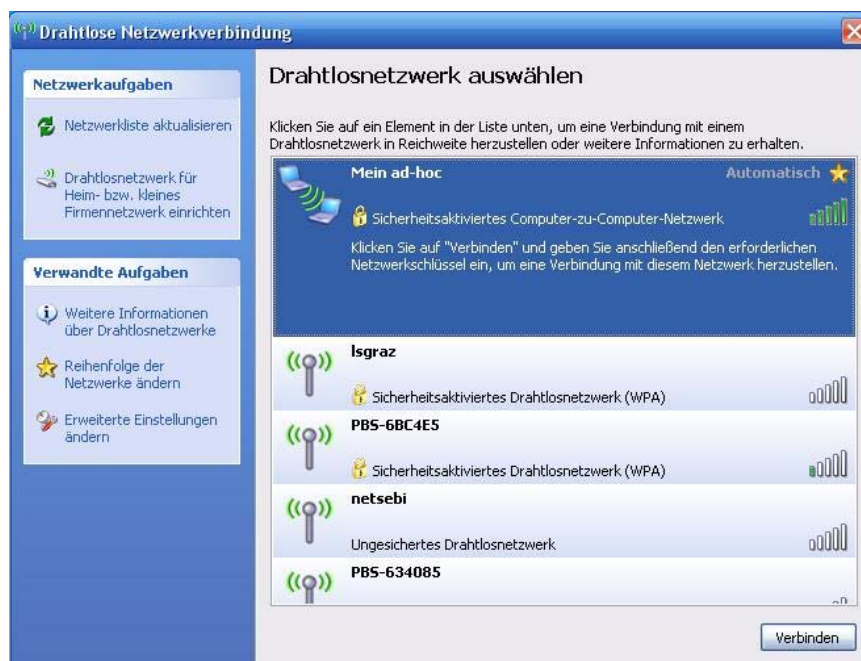 Drahtlose Netzwerkverbindung
Netzwerkaufgaben
Netzwerkliste aktualisieren
Drahtlosnetzwerk für
Heim- bzw. kleines
Firmennetzwerk einrichten
Verwandte Aufgaben
Weitere Informationen
über Drahtlosnetzwerke
Reihenfolge der
Netzwerke ändern
Erweiterte Einstellungen
ändern
Drahtlosnetzwerk auswählen
Klicken Sie auf ein Element in der Liste unten, um eine Verbindung mit einem
Drahtlosnetzwerk in Reichweite herzustellen oder weitere Informationen zu erhalten.
Mein ad-hoc Automatisch
Sicherheitsaktiviertes Computer-zu-Computer-Netzwerk
Klicken Sie auf "Verbinden" und geben Sie anschließend den erforderlichen
Netzwerkschlüssel ein, um eine Verbindung mit diesem Netzwerk herzustellen.
lsgraz
Sicherheitsaktiviertes Drahtlosnetzwerk (WPA)
PBS-6BC4E5
Sicherheitsaktiviertes Drahtlosnetzwerk (WPA)
netsebi
Ungesichertes Drahtlosnetzwerk
PBS-634085
Verbinden